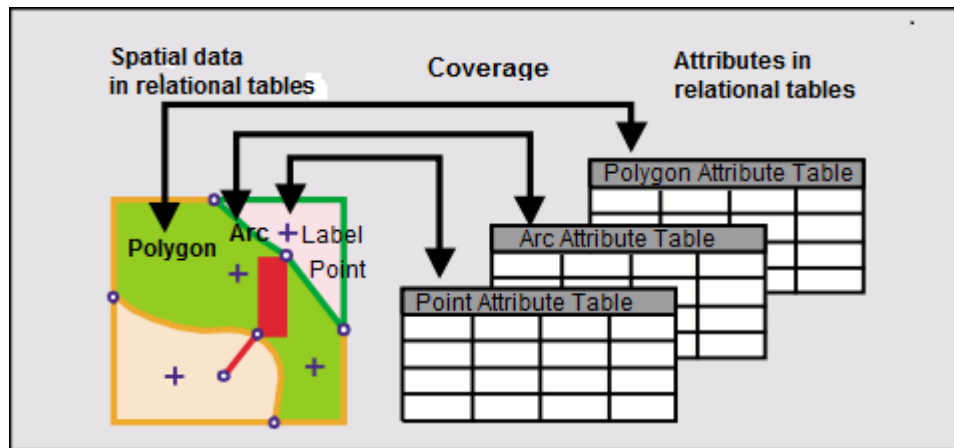 Spatial data
in relational tables
Coverage
Attributes in
relational tables
Polygon Attribute Table
Arc Attribute Table
Point Attribute Table
Polygon
Arc
Label
Point